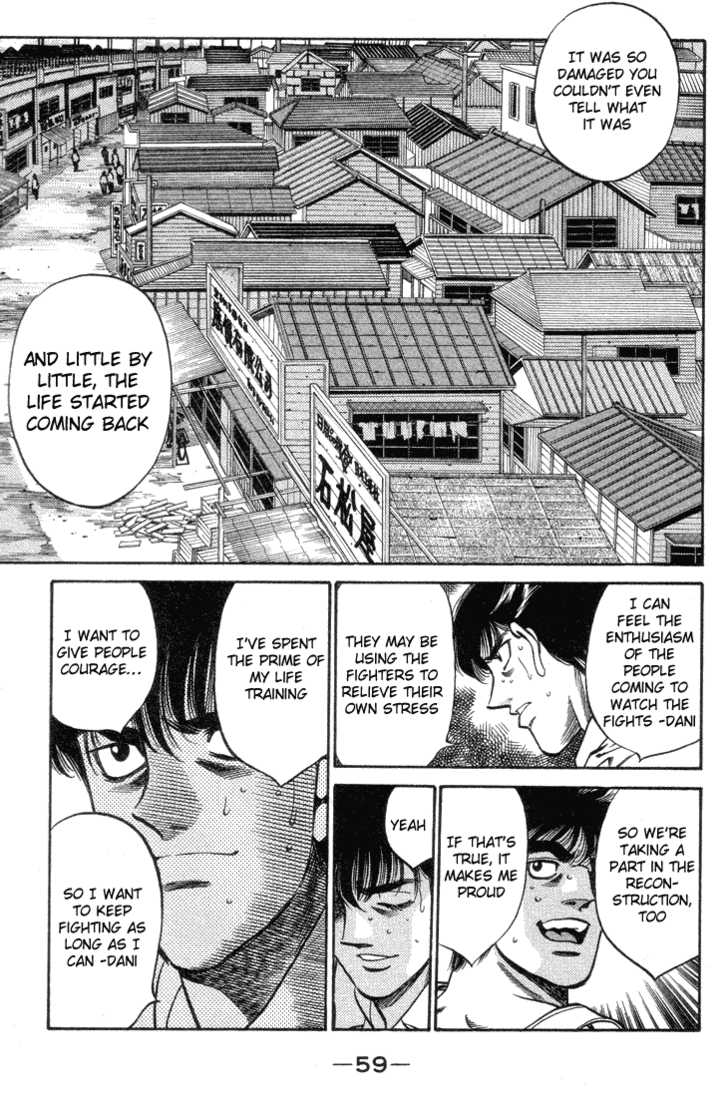 IT WAS SO
DAMAGED YOU
COULDN'T EVEN
TELL WHAT
IT WAS
AND LITTLE BY
LITTLE, THE
LIFE STARTED
COMING BACK
石松屋
I CAN
FEEL THE
ENTHUSIASM
OF THE
PEOPLE
COMING TO
WATCH THE
FIGHTS -DANI
THEY MAY BE
USING THE
FIGHTERS TO
RELIEVE THEIR
OWN STRESS
SO WE'RE
TAKING A
PART IN THE
RECON-
STRUCTION,
TOO
IF THAT'S
TRUE, IT
MAKES ME
PROUD
YEAH
I'VE SPENT
THE PRIME OF
MY LIFE
TRAINING
I WANT TO
GIVE PEOPLE
COURAGE...
SO I WANT
TO KEEP
FIGHTING AS
LONG AS I
CAN -DANI
—59—